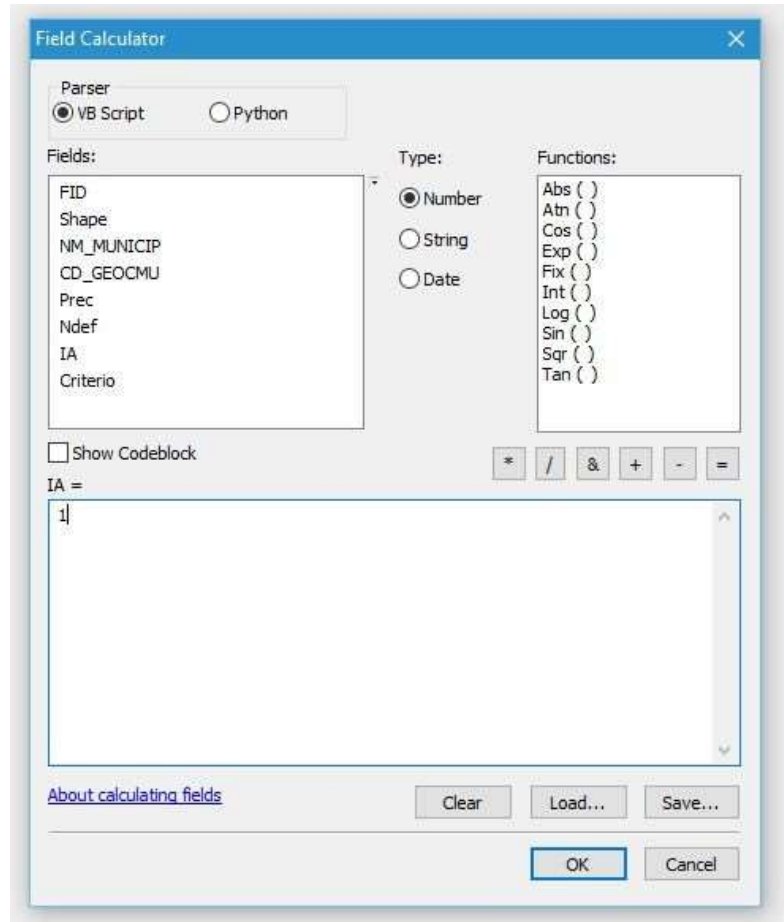 Field Calculator
Parser
VB Script Python
Fields:
FID
Shape
NM_MUNICIP
CD_GEOCMU
Prec
Ndef
IA
Criterio
Type:
Number
String
Date
Functions:
Abs ( )
Atn ( )
Cos ( )
Exp ( )
Fix ( )
Int ( )
Log ( )
Sin ( )
Sqr ( )
Tan ( )
Show Codeblock
* / & + - =
IA =
1
About calculating fields
Clear Load... Save...
OK Cancel